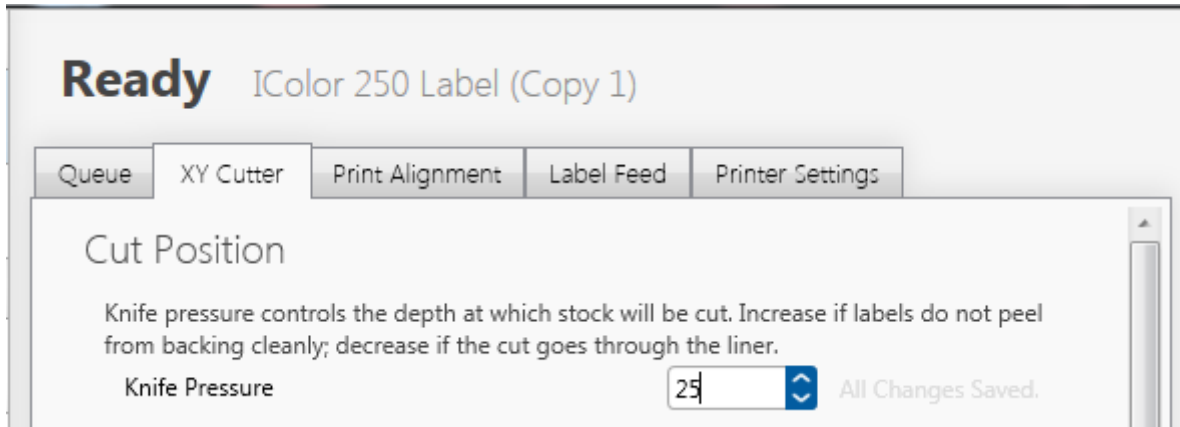 Ready IColor 250 Label (Copy 1)
Queue XY Cutter Print Alignment Label Feed Printer Settings
Cut Position
Knife pressure controls the depth at which stock will be cut. Increase if labels do not peel
from backing cleanly; decrease if the cut goes through the liner.
Knife Pressure 25 All Changes Saved.